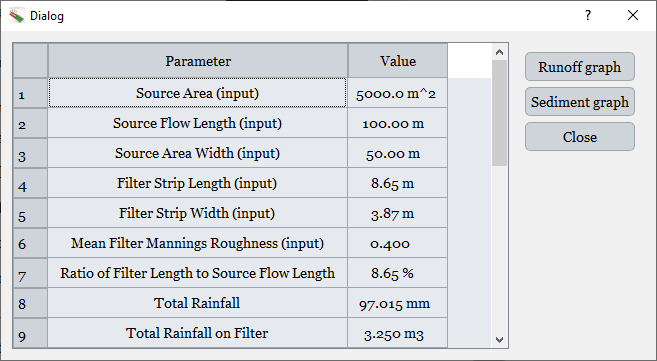 Dialog
?
Parameter Value
1 Source Area (input) 5000.0 m^2
2 Source Flow Length (input) 100.00 m
3 Source Area Width (input) 50.00 m
4 Filter Strip Length (input) 8.65 m
5 Filter Strip Width (input) 3.87 m
6 Mean Filter Mannings Roughness (input) 0.400
7 Ratio of Filter Length to Source Flow Length 8.65 %
8 Total Rainfall 97.015 mm
9 Total Rainfall on Filter 3.250 m3
Runoff graph
Sediment graph
Close